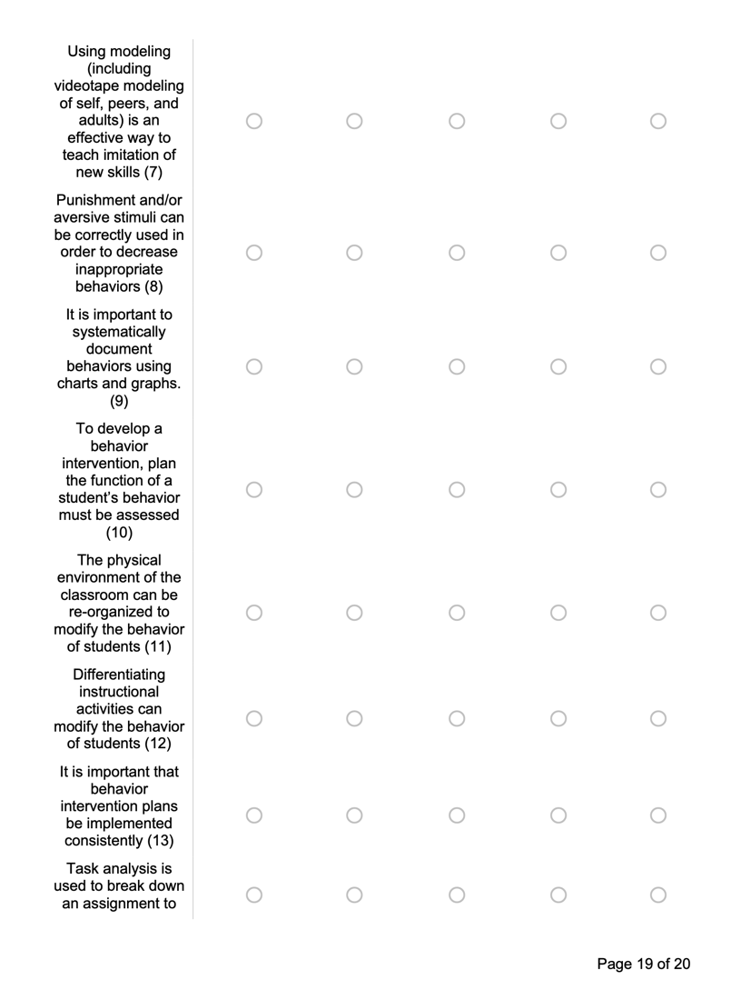 Using modeling
(including
videotape modeling
of self, peers, and
adults) is an
effective way to
teach imitation of
new skills (7)
Punishment and/or
aversive stimuli can
be correctly used in
order to decrease
inappropriate
behaviors (8)
It is important to
systematically
document
behaviors using
charts and graphs.
(9)
To develop a
behavior
intervention, plan
the function of a
student’s behavior
must be assessed
(10)
The physical
environment of the
classroom can be
re-organized to
modify the behavior
of students (11)
Differentiating
instructional
activities can
modify the behavior
of students (12)
It is important that
behavior
intervention plans
be implemented
consistently (13)
Task analysis is
used to break down
an assignment to
Page 19 of 20